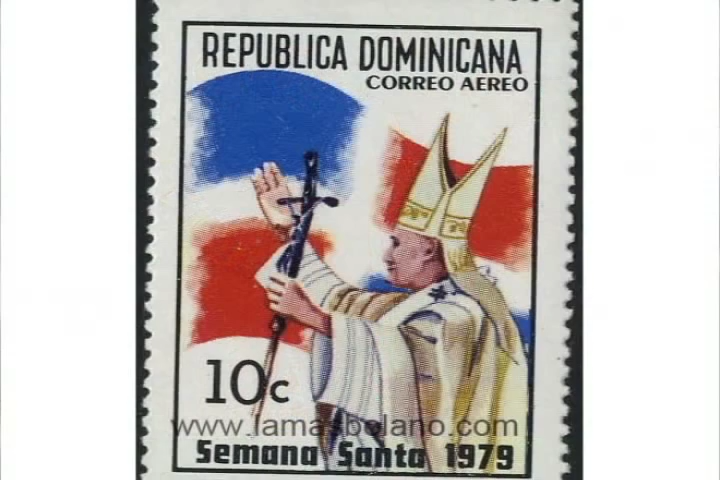 REPUBLICA DOMINICANA
CORREO AEREO
10c
www.lamasbolano.com
Semana Santa 1979